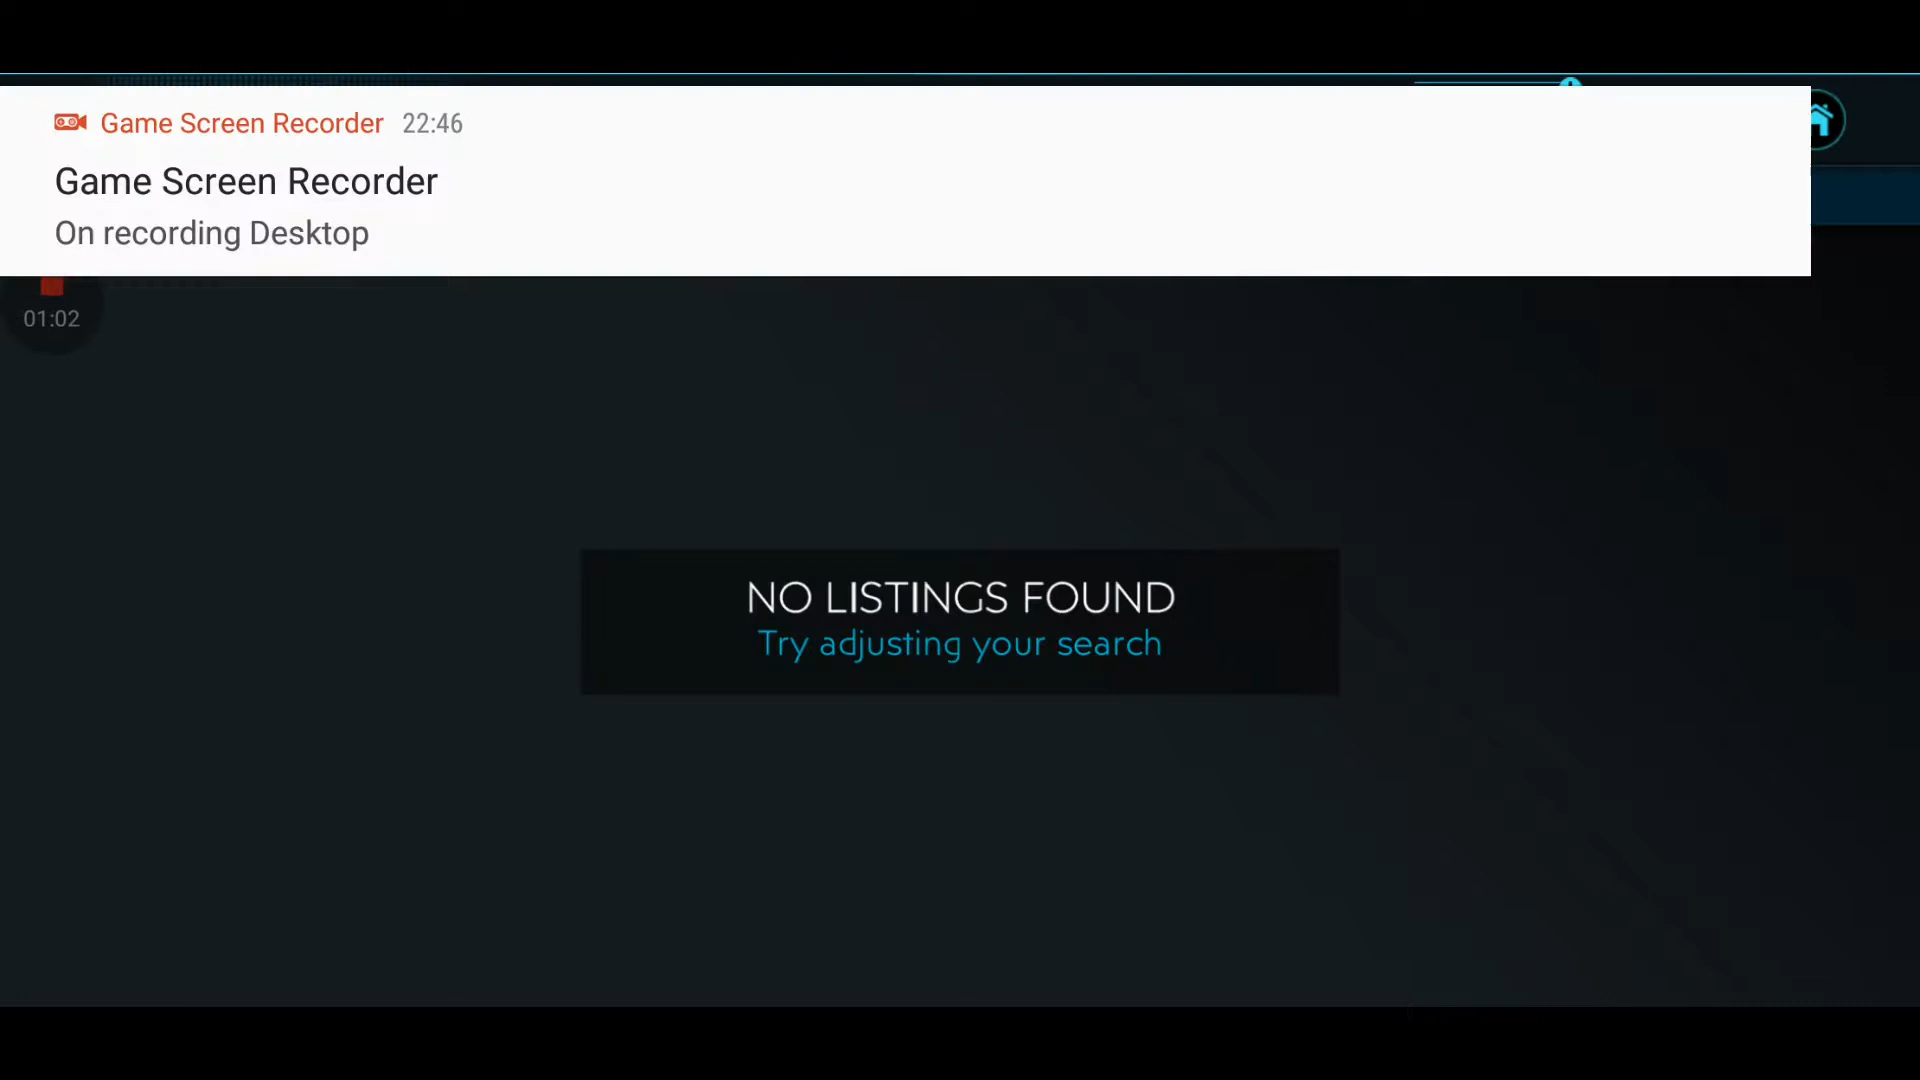 Game Screen Recorder 22:46
Game Screen Recorder
On recording Desktop
01:02
NO LISTINGS FOUND
Try adjusting your search